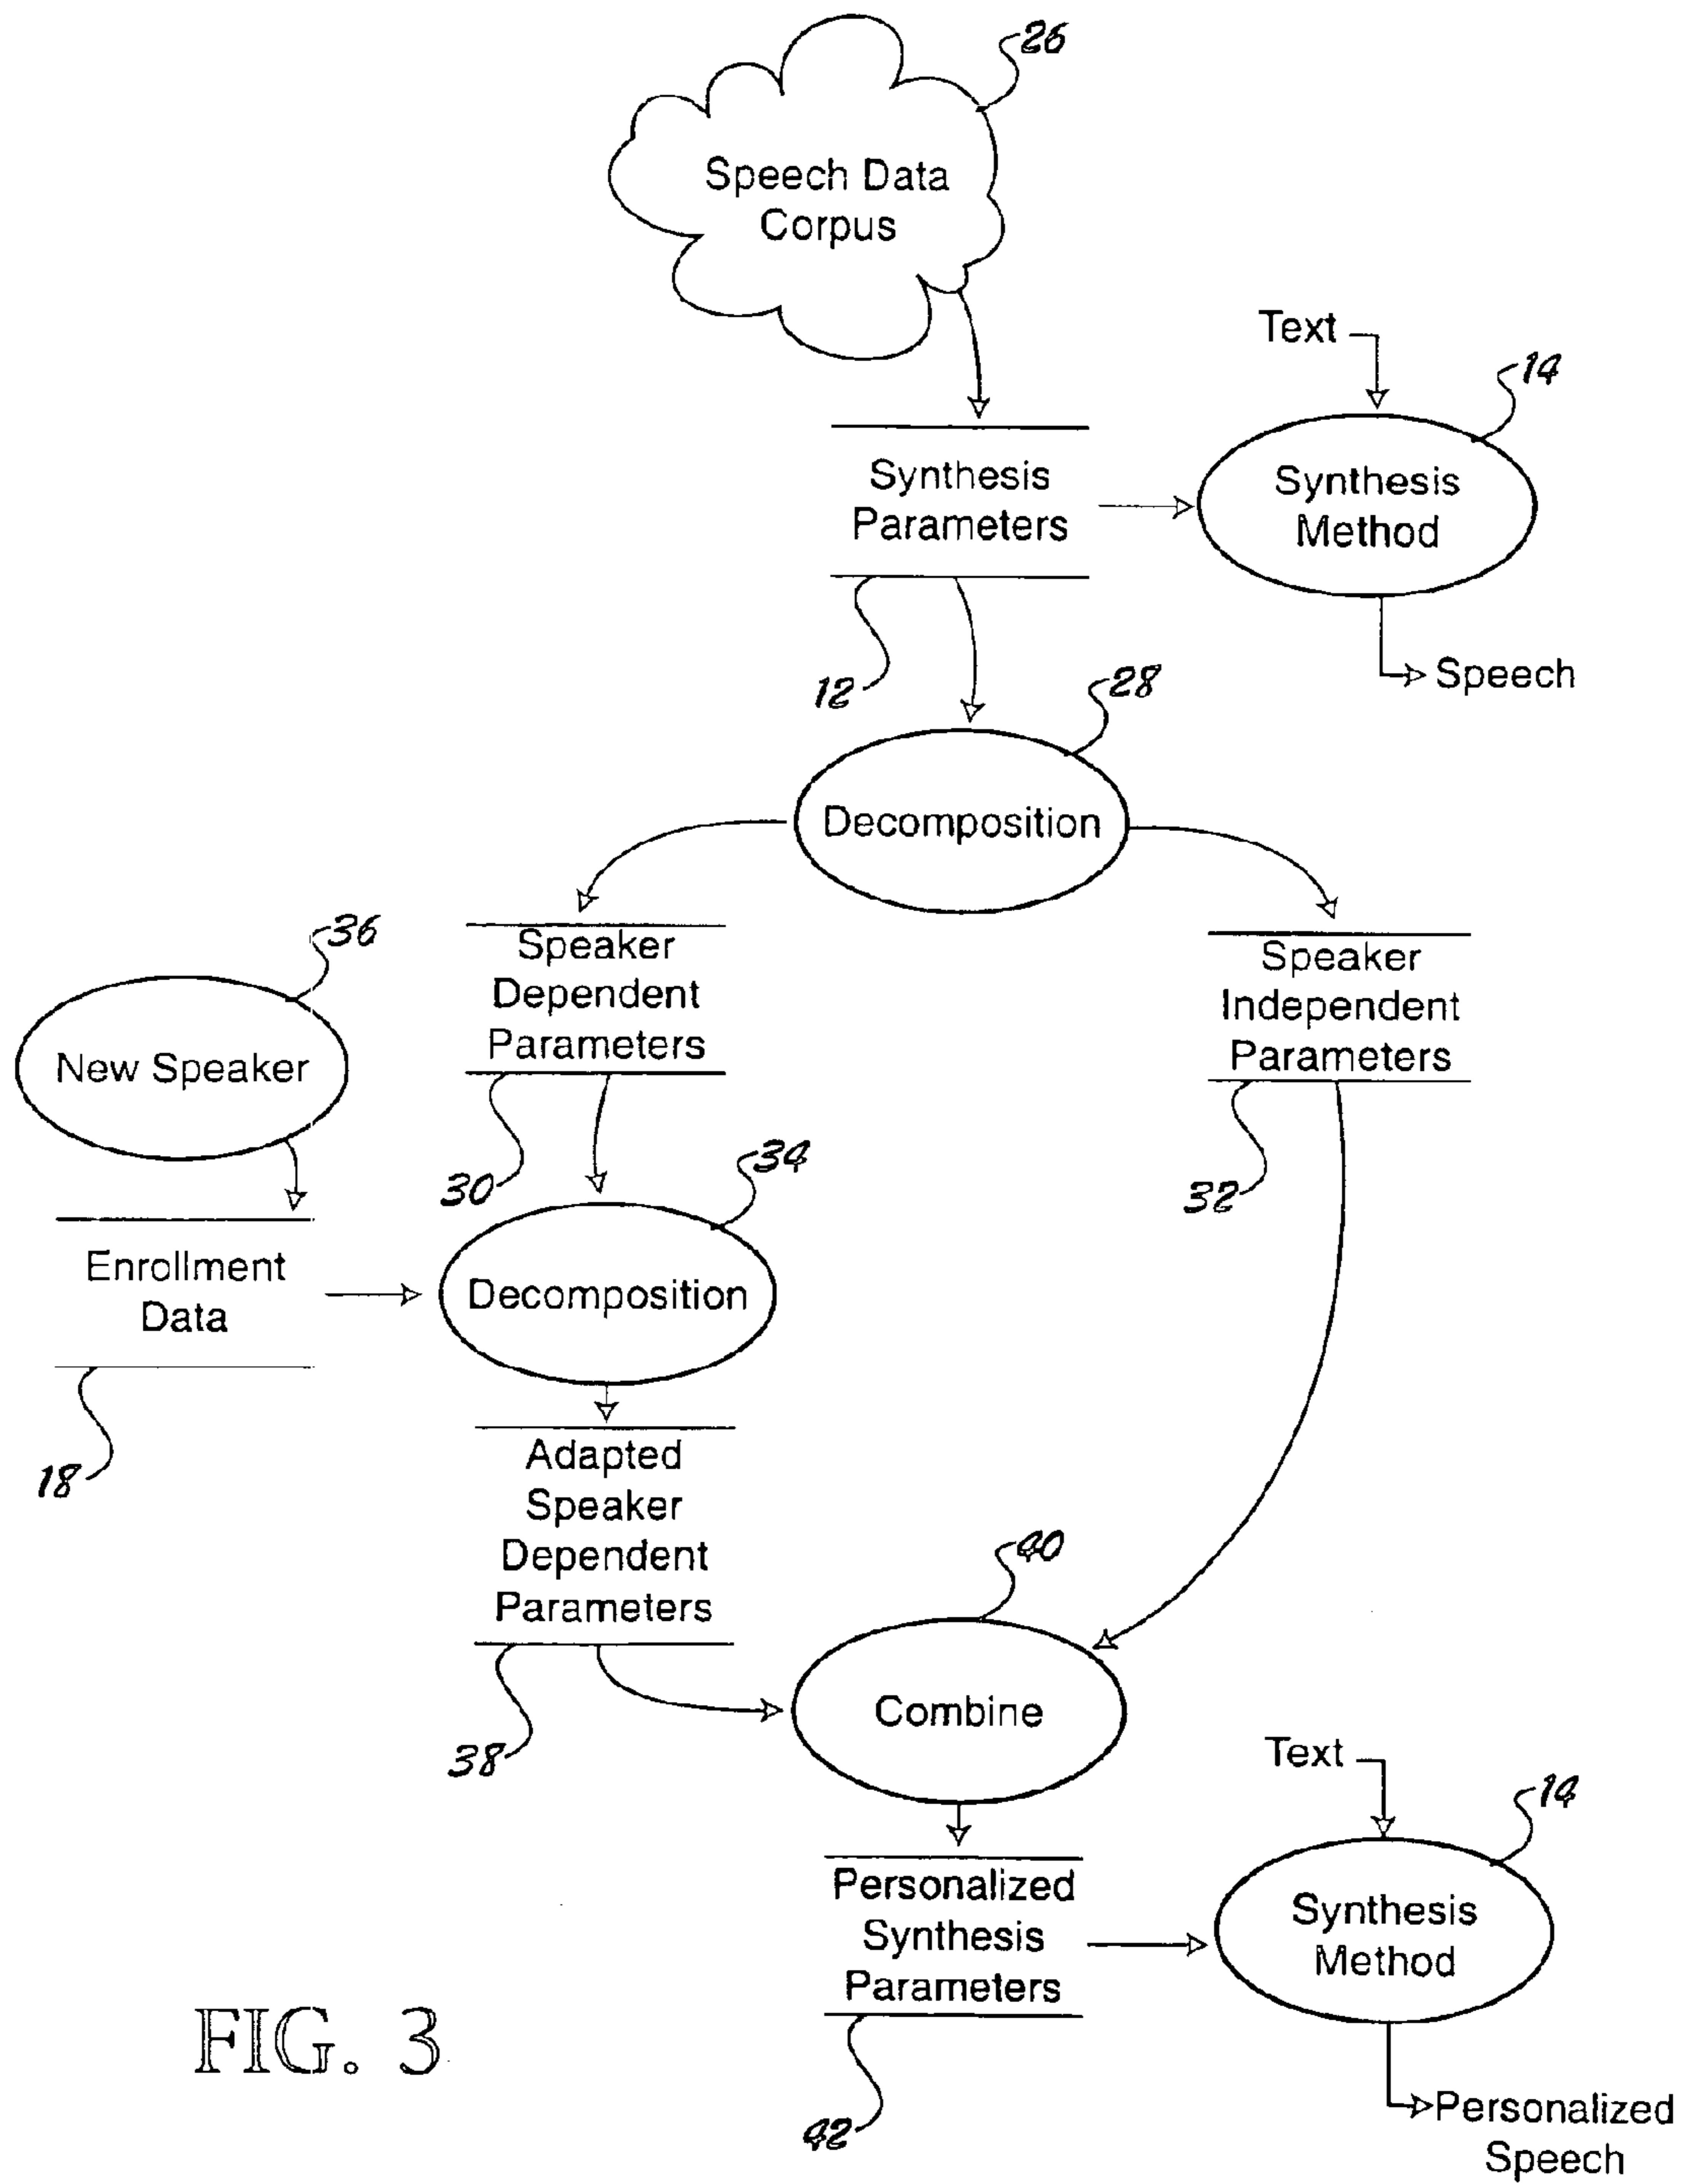 26
Speech Data
Corpus
Text
14
Synthesis
Parameters
Synthesis
Method
12
Speech
28
Decomposition
36
Speaker
Dependent
Parameters
Speaker
Independent
Parameters
New Speaker
30
34
32
Enrollment
Data
Decomposition
18
Adapted
Speaker
Dependent
Parameters
40
38
Combine
Text
14
Personalized
Synthesis
Parameters
Synthesis
Method
FIG. 3
42
Personalized
Speech